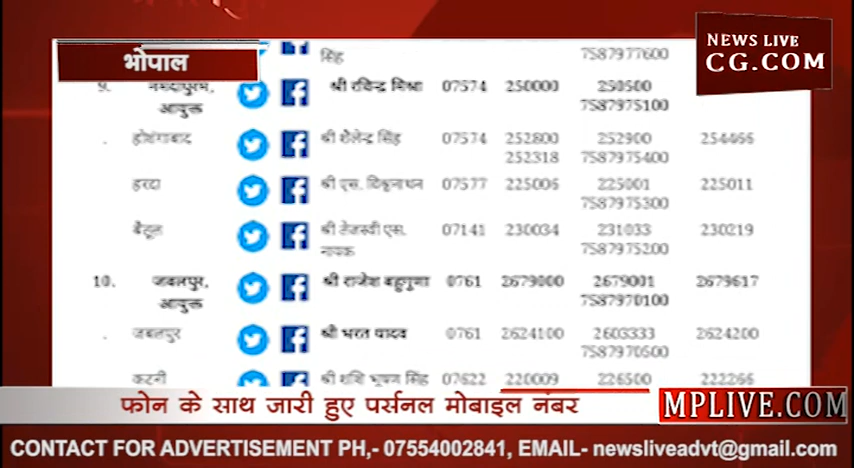 भोपाल
NEWS LIVE
CG.COM
सिंह 7587977600
9. नर्मदापुरम, श्री रविन्द्र मिश्रा 07574 250000 250500
आयुक्त 7587975100
होशंगाबाद श्री शैलेन्द्र सिंह 07574 252800 252900 254466
252318 7587975400
हरदा श्री एस. विश्वनाथन 07577 225006 225001 225011
7587975300
बैतूल श्री तेजस्वी एस. 07141 230034 231033 230219
नायक 7587975200
10. जबलपुर, श्री राजेश बहुगुणा 0761 2679000 2679001 2679617
आयुक्त 7587970100
जबलपुर श्री भरत यादव 0761 2624100 2603333 2624200
7587970500
कटनी श्री शशि भूषण सिंह 07622 220009 226500 222266
फोन के साथ जारी हुए पर्सनल मोबाइल नंबर
MPLIVE.COM
CONTACT FOR ADVERTISEMENT PH,- 07554002841, EMAIL- newsliveadvt@gmail.com